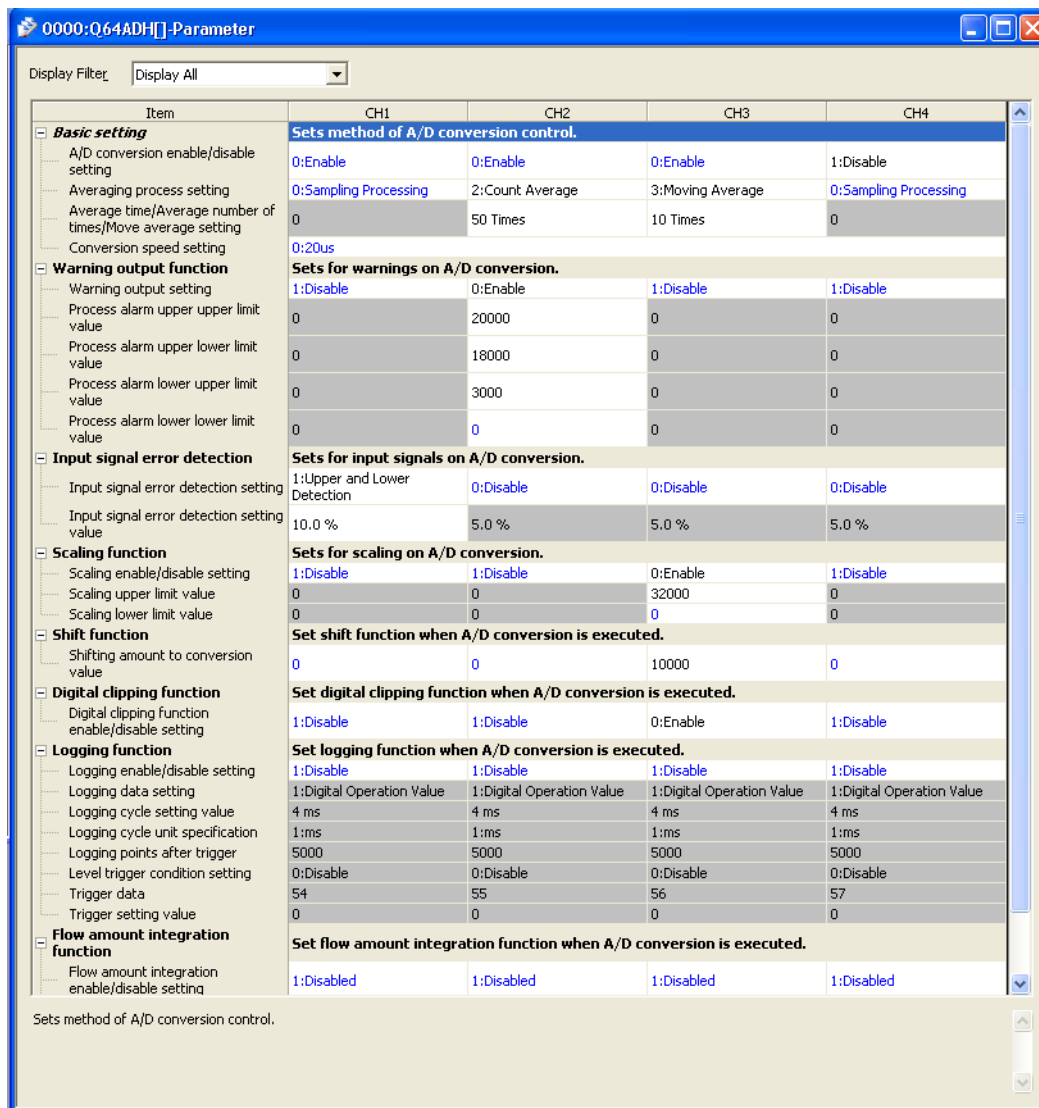 0000:Q64ADH[]-Parameter
Display Filter Display All
Item CH1 CH2 CH3 CH4
Basic setting Sets method of A/D conversion control.
A/D conversion enable/disable setting 0:Enable 0:Enable 0:Enable 1:Disable
Averaging process setting 0:Sampling Processing 2:Count Average 3:Moving Average 0:Sampling Processing
Average time/Average number of times/Move average setting 0 50 Times 10 Times 0
Conversion speed setting 0:20us
Warning output function Sets for warnings on A/D conversion.
Warning output setting 1:Disable 0:Enable 1:Disable 1:Disable
Process alarm upper upper limit value 0 20000 0 0
Process alarm upper lower limit value 0 18000 0 0
Process alarm lower upper limit value 0 3000 0 0
Process alarm lower lower limit value 0 0 0 0
Input signal error detection Sets for input signals on A/D conversion.
Input signal error detection setting 1:Upper and Lower Detection 0:Disable 0:Disable 0:Disable
Input signal error detection setting value 10.0 % 5.0 % 5.0 % 5.0 %
Scaling function Sets for scaling on A/D conversion.
Scaling enable/disable setting 1:Disable 1:Disable 0:Enable 1:Disable
Scaling upper limit value 0 0 32000 0
Scaling lower limit value 0 0 0 0
Shift function Set shift function when A/D conversion is executed.
Shifting amount to conversion value 0 0 10000 0
Digital clipping function Set digital clipping function when A/D conversion is executed.
Digital clipping function enable/disable setting 1:Disable 1:Disable 0:Enable 1:Disable
Logging function Set logging function when A/D conversion is executed.
Logging enable/disable setting 1:Disable 1:Disable 1:Disable 1:Disable
Logging data setting 1:Digital Operation Value 1:Digital Operation Value 1:Digital Operation Value 1:Digital Operation Value
Logging cycle setting value 4 ms 4 ms 4 ms 4 ms
Logging cycle unit specification 1:ms 1:ms 1:ms 1:ms
Logging points after trigger 5000 5000 5000 5000
Level trigger condition setting 0:Disable 0:Disable 0:Disable 0:Disable
Trigger data 54 55 56 57
Trigger setting value 0 0 0 0
Flow amount integration function Set flow amount integration function when A/D conversion is executed.
Flow amount integration enable/disable setting 1:Disabled 1:Disabled 1:Disabled 1:Disabled
Sets method of A/D conversion control.